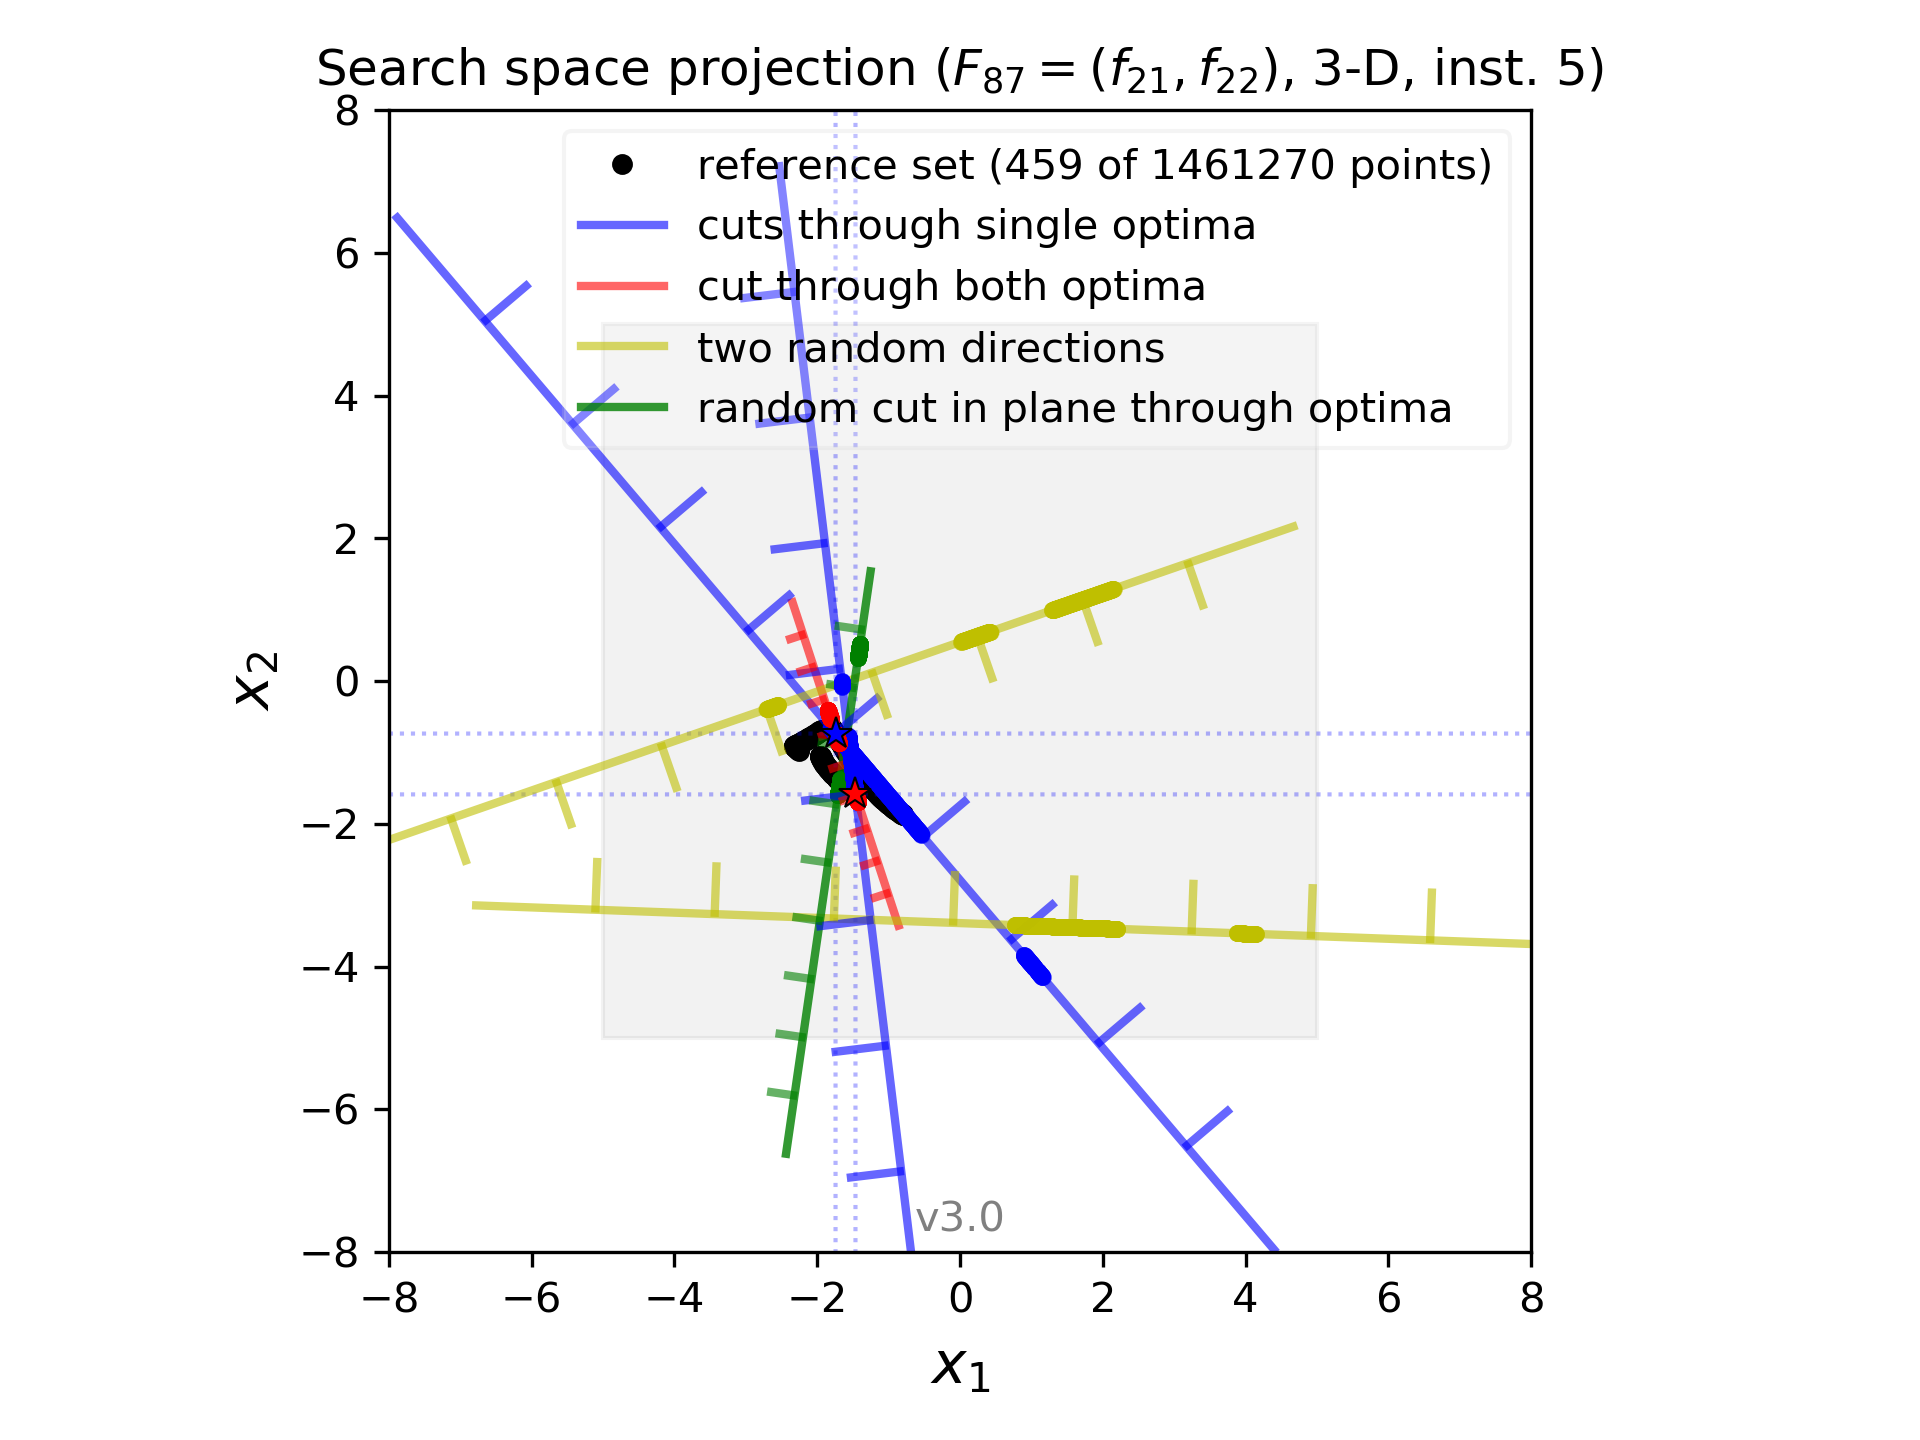 Search space projection (F87 = (f21, f22), 3-D, inst. 5)
reference set (459 of 1461270 points)
cuts through single optima
cut through both optima
two random directions
random cut in plane through optima
8
6
4
2
0
−2
−4
−6
−8
x2
v3.0
−8 −6 −4 −2 0 2 4 6 8
x1